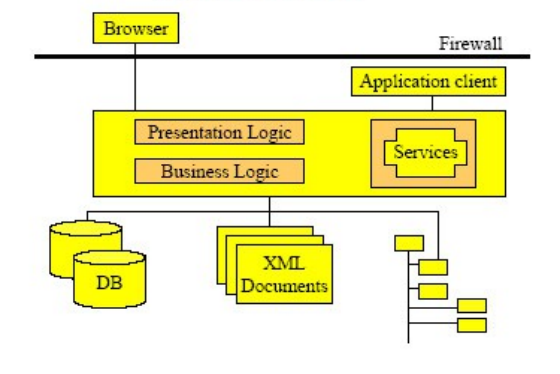 Browser
Firewall
Application client
Presentation Logic
Services
Business Logic
DB
XML
Documents